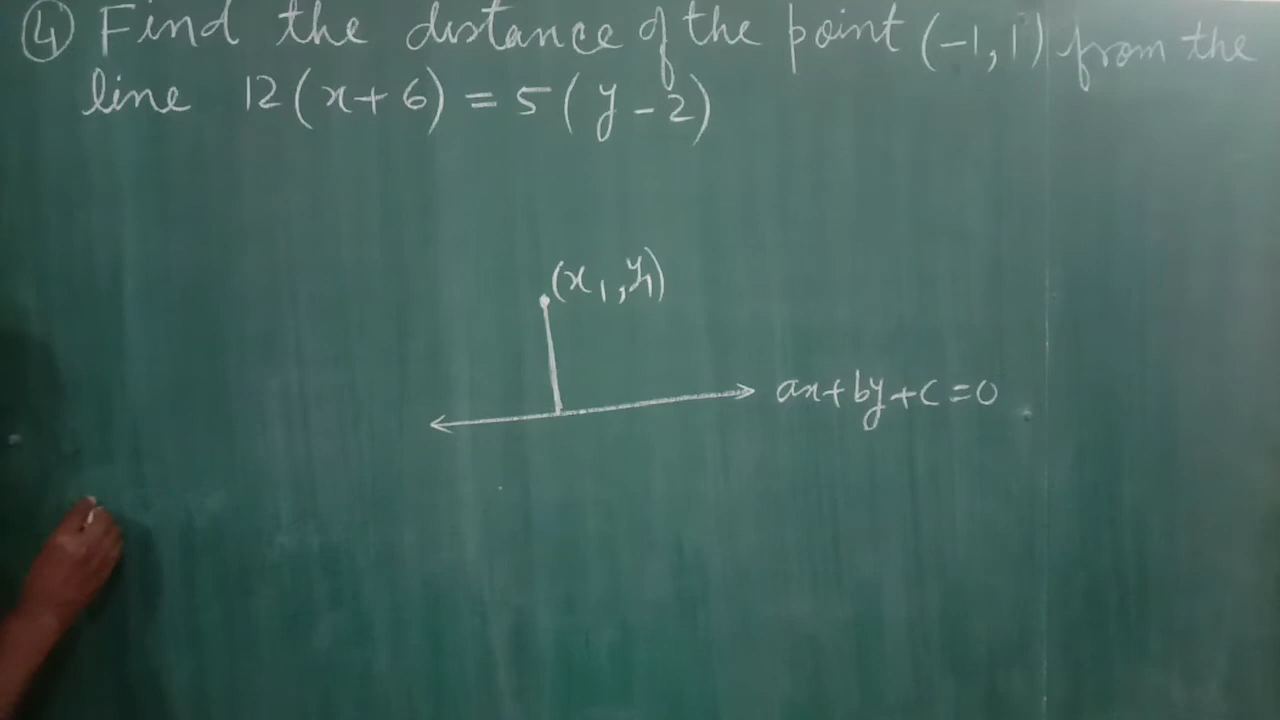 ④ Find the distance of the point (-1, 1) from the
line 12(x+6) = 5(y-2)
(x₁, y₁)
ax+by+c=0